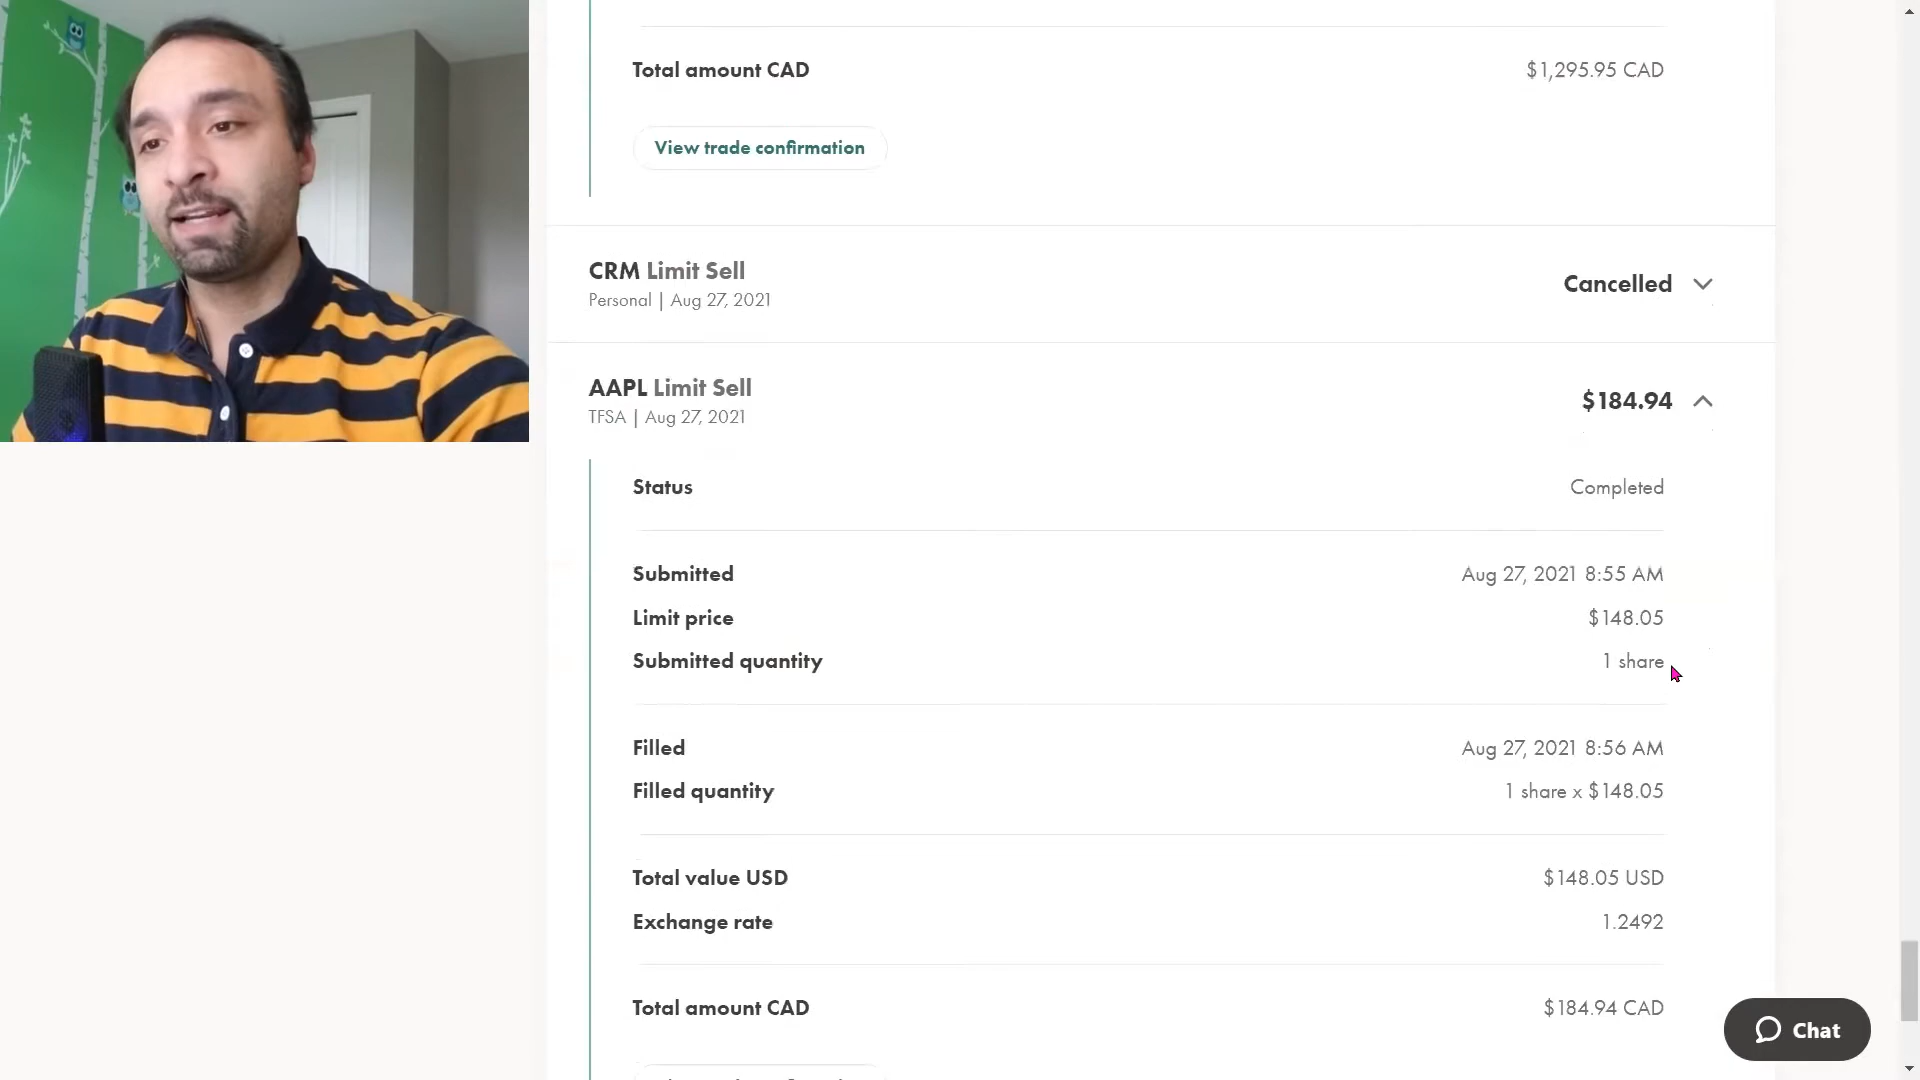 Total amount CAD $1,295.95 CAD
View trade confirmation
CRM Limit Sell
Personal | Aug 27, 2021
Cancelled
AAPL Limit Sell
TFSA | Aug 27, 2021
$184.94
Status Completed
Submitted Aug 27, 2021 8:55 AM
Limit price $148.05
Submitted quantity 1 share
Filled Aug 27, 2021 8:56 AM
Filled quantity 1 share x $148.05
Total value USD $148.05 USD
Exchange rate 1.2492
Total amount CAD $184.94 CAD
Chat